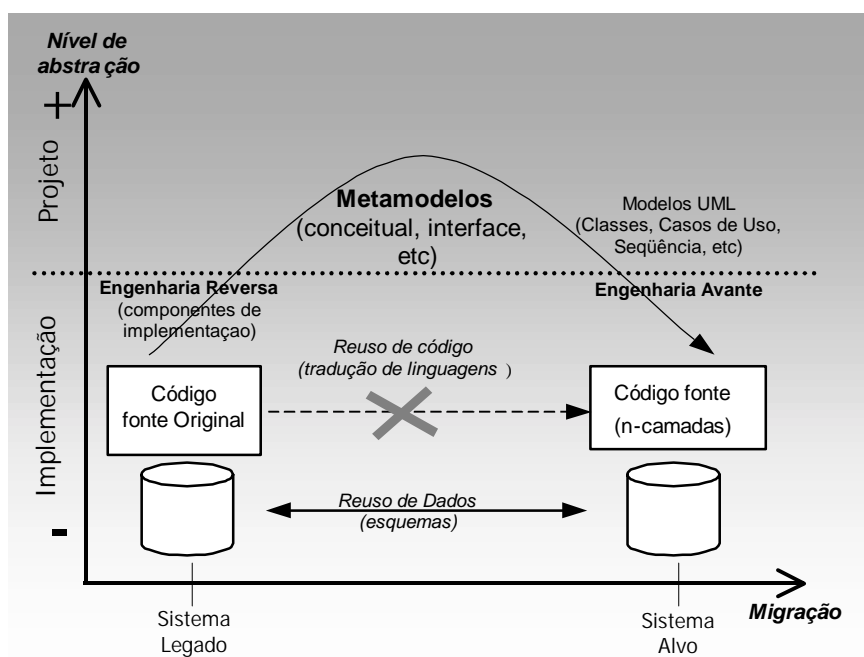 Nível de
abstração
+
Projeto
Metamodelos
(conceitual, interface,
etc)
Modelos UML
(Classes, Casos de Uso,
Seqüência, etc)
Engenharia Reversa
(componentes de
implementaçao)
Engenharia Avante
Implementação
Reuso de código
(tradução de linguagens )
Código
fonte Original
Código fonte
(n-camadas)
Reuso de Dados
(esquemas)
-
Migração
Sistema
Legado
Sistema
Alvo